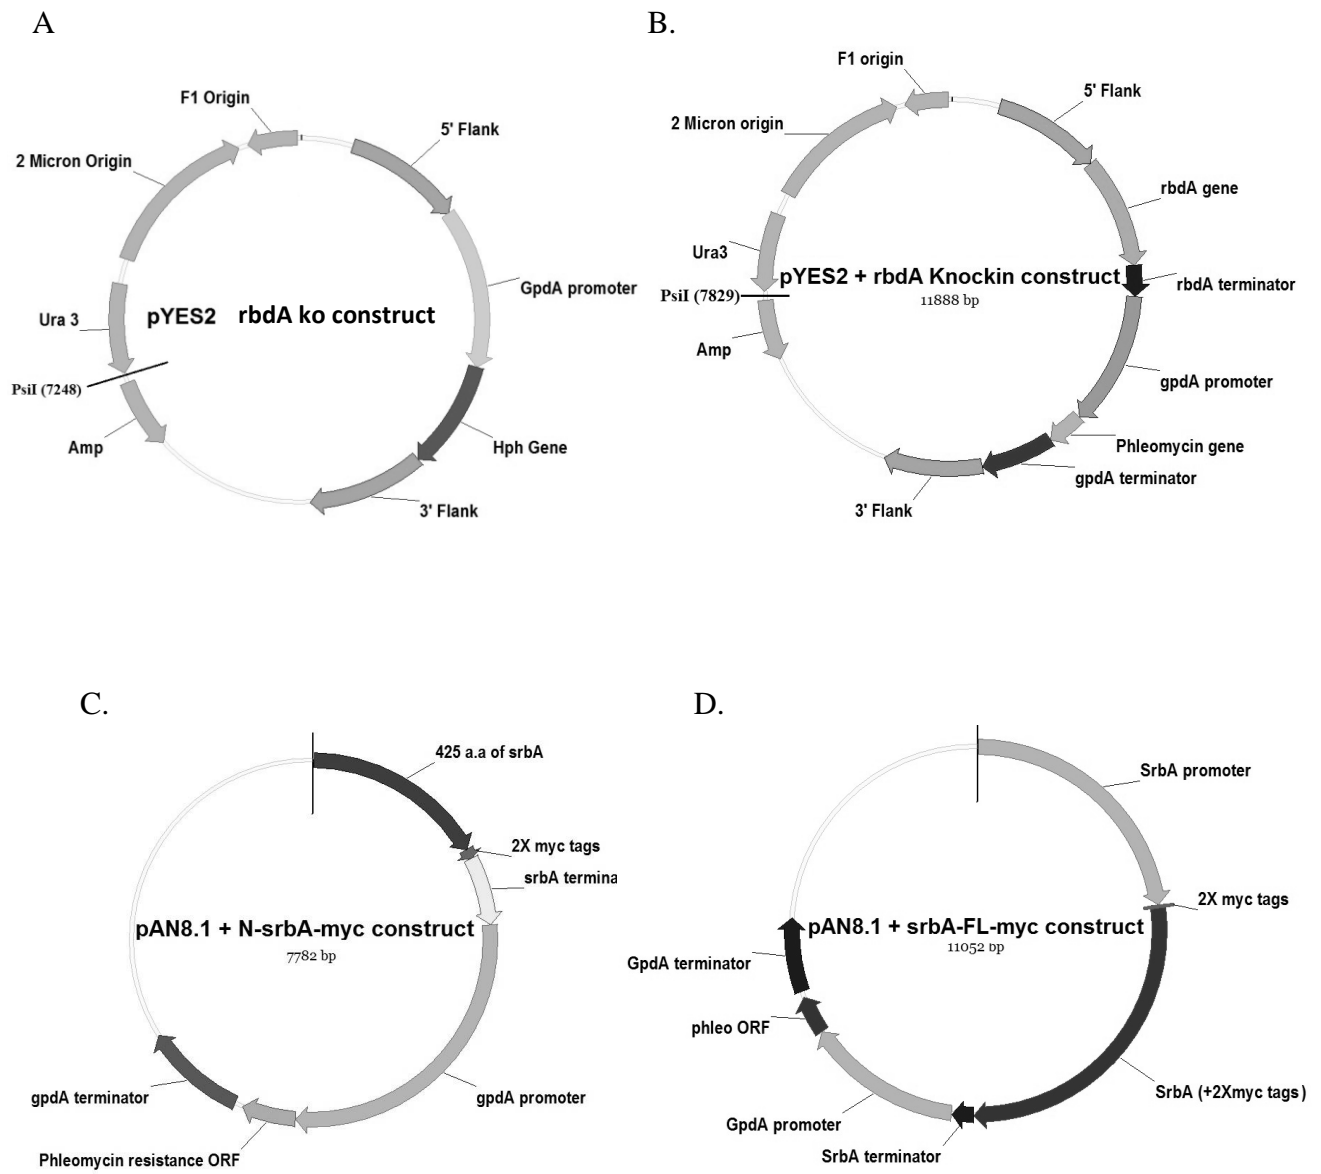 A
F1 Origin
5' Flank
2 Micron Origin
GpdA promoter
Ura 3
pYES2 rbdA ko construct
PsiI (7248)
Amp
Hph Gene
3' Flank
B.
F1 origin
5' Flank
2 Micron origin
rbdA gene
Ura3
pYES2 + rbdA Knockin construct
11888 bp
rbdA terminator
PsiI (7829)
Amp
gpdA promoter
Phleomycin gene
gpdA terminator
3' Flank
C.
425 a.a of srbA
2X myc tags
srbA termina
pAN8.1 + N-srbA-myc construct
7782 bp
gpdA terminator
gpdA promoter
Phleomycin resistance ORF
D.
SrbA promoter
2X myc tags
pAN8.1 + srbA-FL-myc construct
11052 bp
GpdA terminator
phleo ORF
SrbA (+2Xmyc tags)
GpdA promoter
SrbA terminator